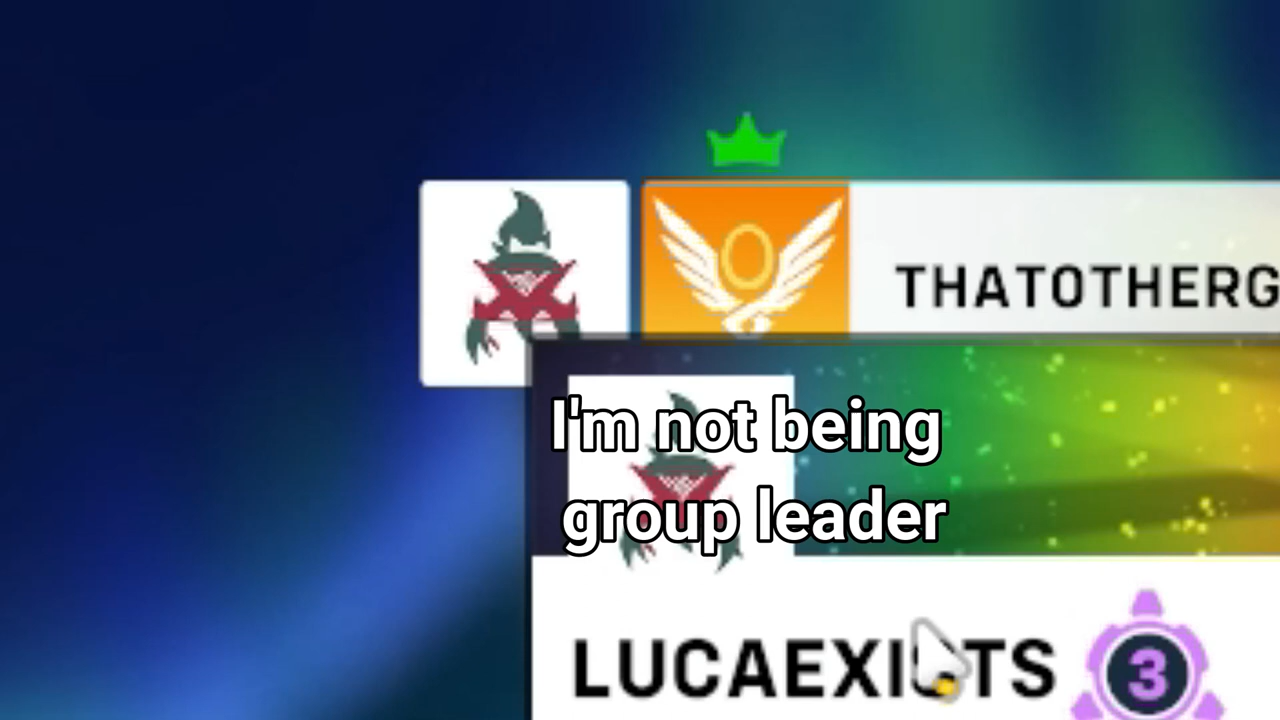 THATOTHERG
I'm not being
group leader
LUCAEXISTS
3